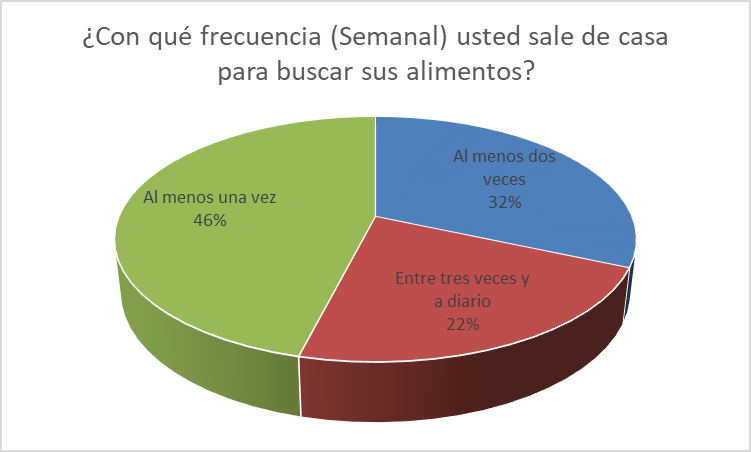 ¿Con qué frecuencia (Semanal) usted sale de casa
para buscar sus alimentos?
Al menos dos
veces
32%
Al menos una vez
46%
Entre tres veces y
a diario
22%